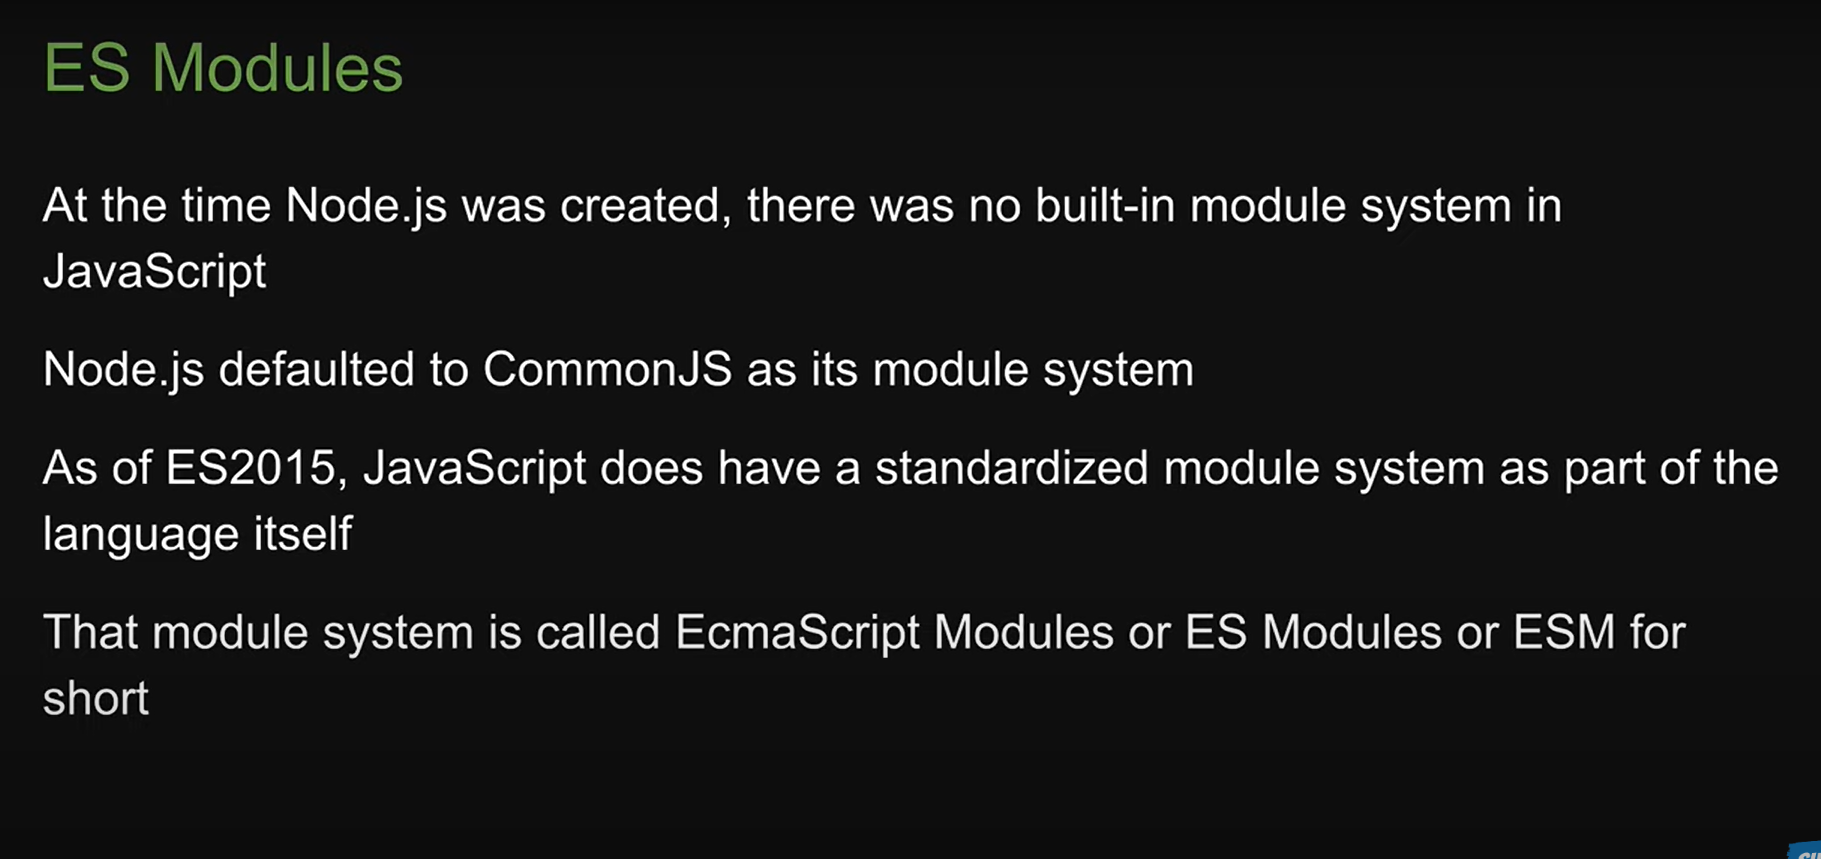 ES Modules
At the time Node.js was created, there was no built-in module system in
JavaScript
Node.js defaulted to CommonJS as its module system
As of ES2015, JavaScript does have a standardized module system as part of the
language itself
That module system is called EcmaScript Modules or ES Modules or ESM for
short